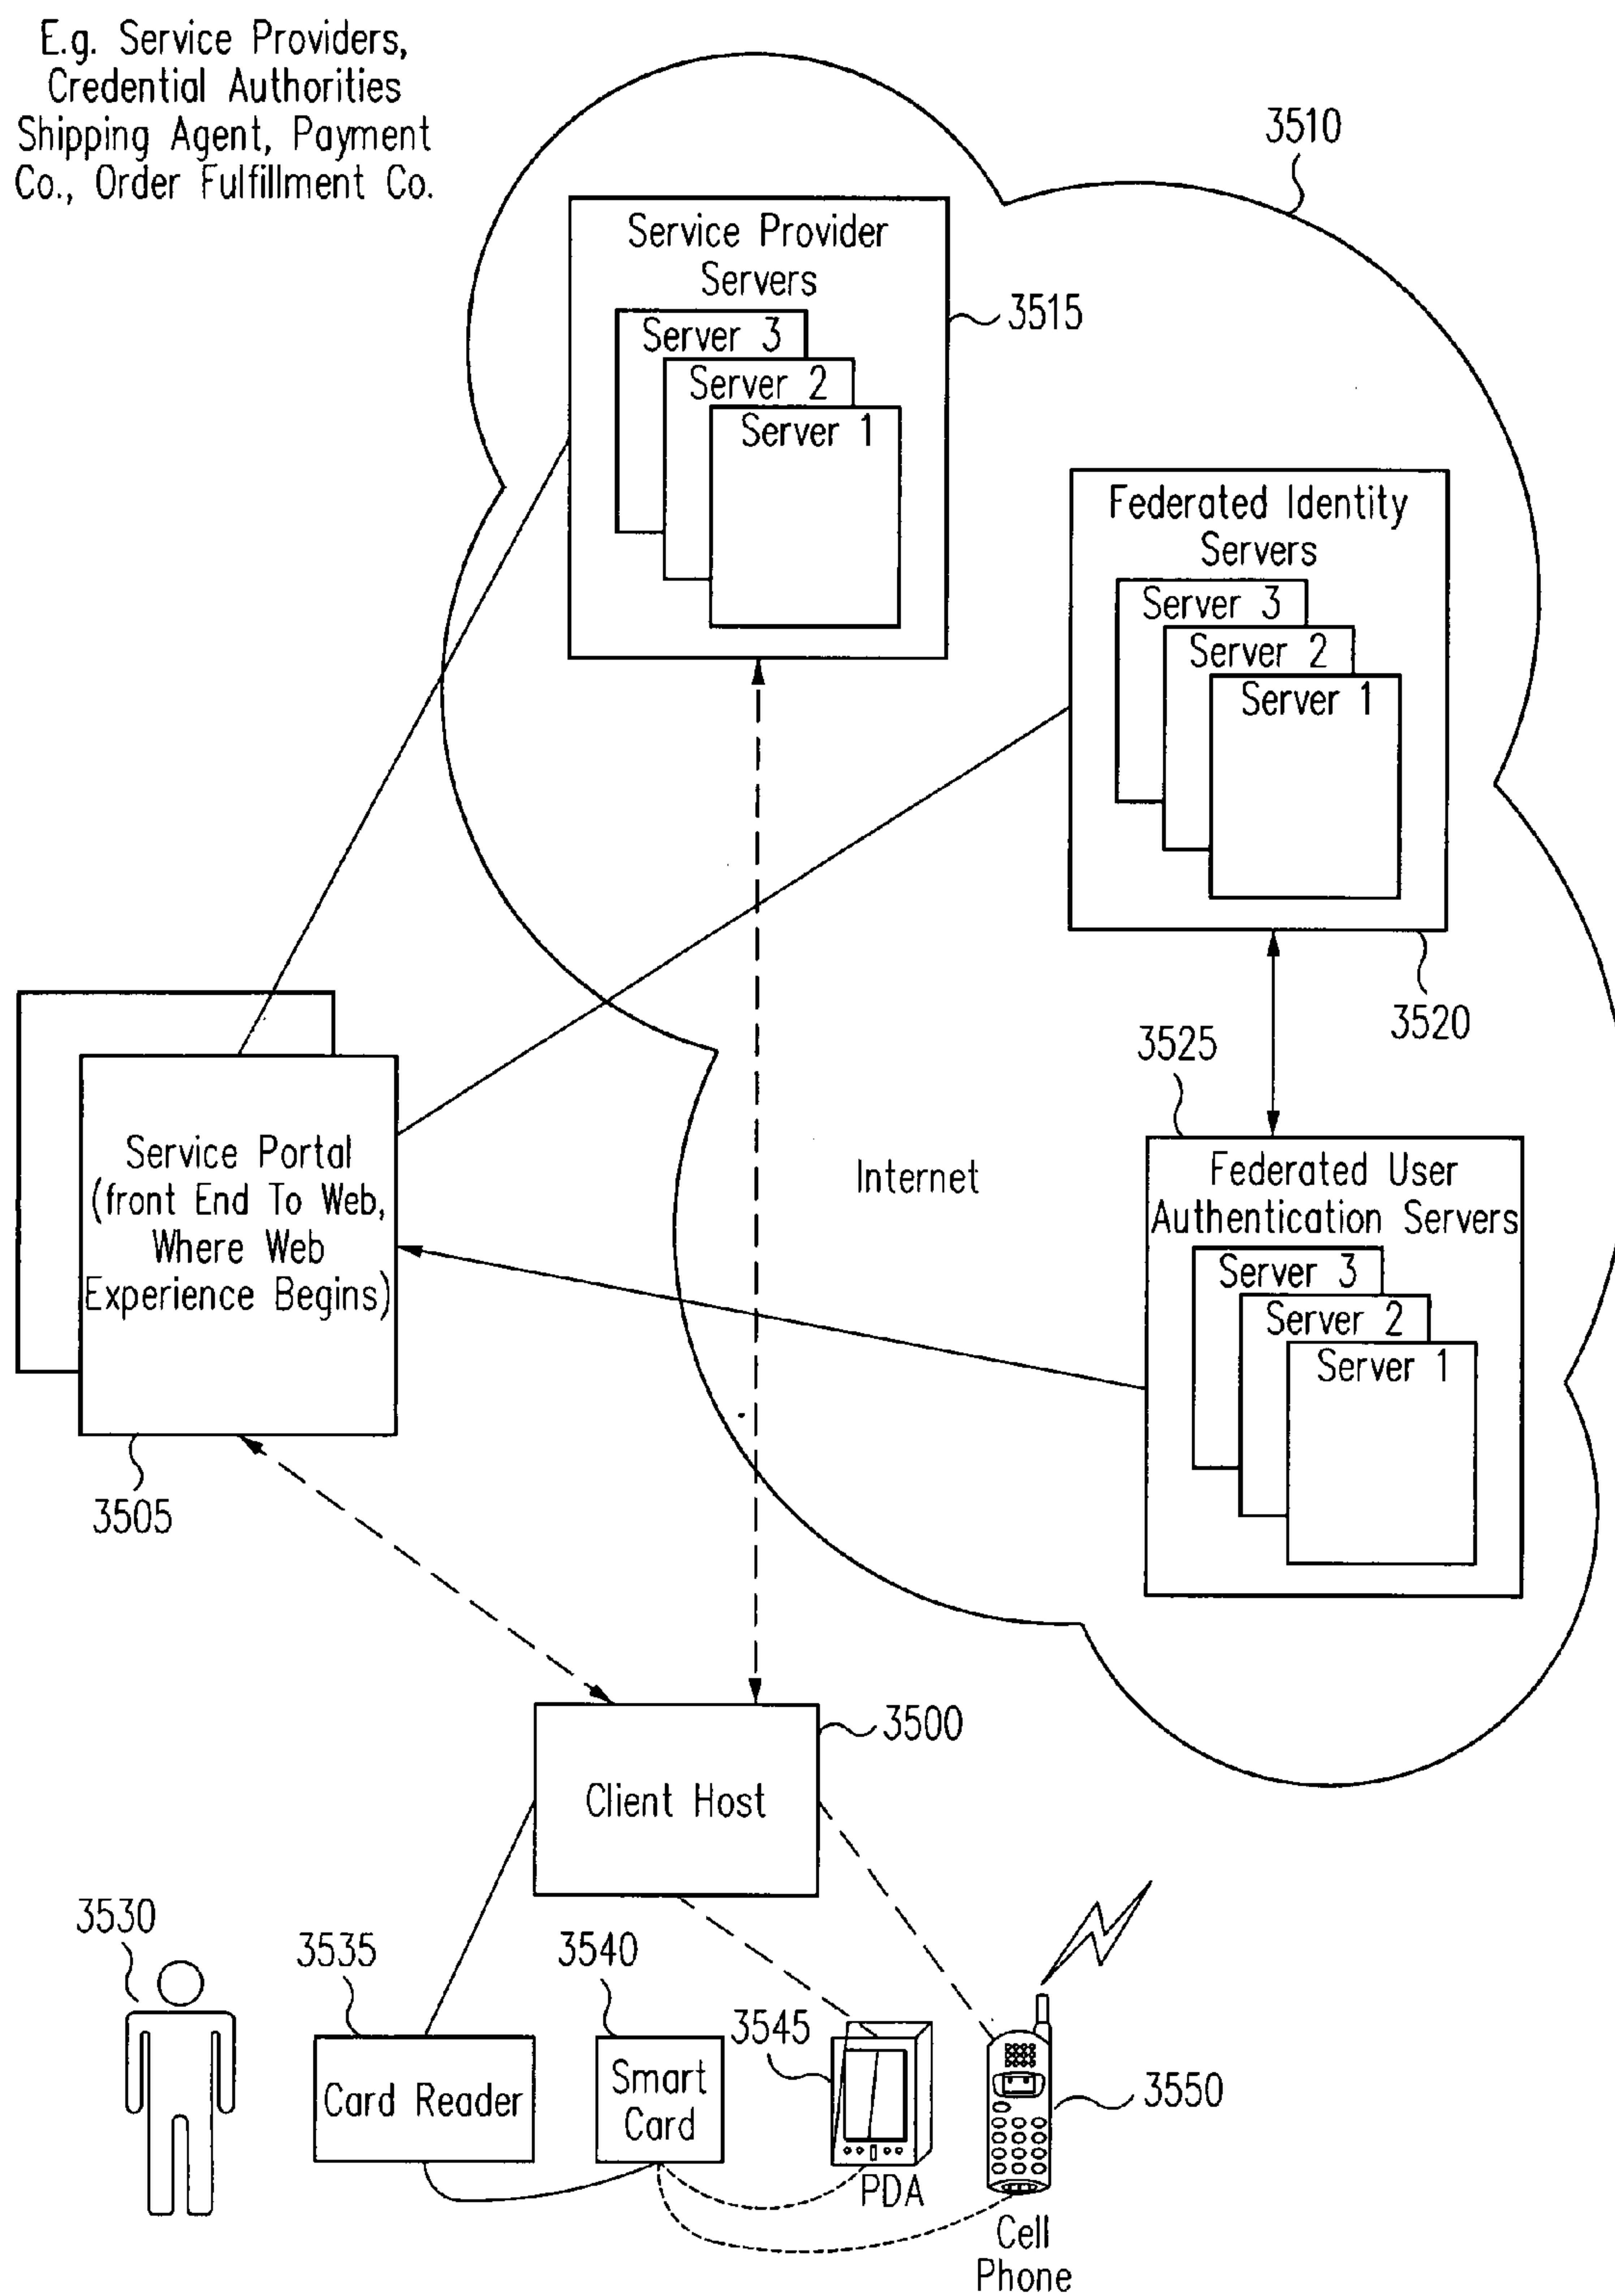 E.g. Service Providers,
Credential Authorities
Shipping Agent, Payment
Co., Order Fulfillment Co.
3510
Service Provider
Servers
Server 3
Server 2
Server 1
3515
Federated Identity
Servers
Server 3
Server 2
Server 1
3520
3525
Service Portal
(front End To Web,
Where Web
Experience Begins)
3505
Internet
Federated User
Authentication Servers
Server 3
Server 2
Server 1
3500
Client Host
3530
3535
3540
3545
3550
Card Reader
Smart
Card
PDA
Cell
Phone